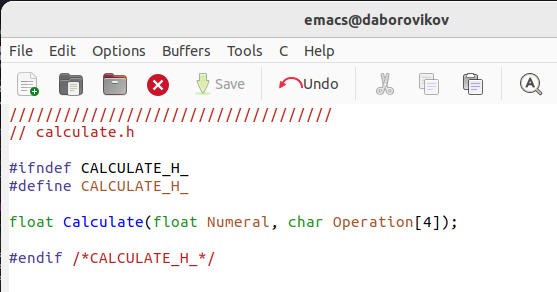 emacs@daborovikov
File Edit Options Buffers Tools C Help
Save Undo
////////////////////////////////////
// calculate.h
#ifndef CALCULATE_H_
#define CALCULATE_H_
float Calculate(float Numeral, char Operation[4]);
#endif /*CALCULATE_H_*/